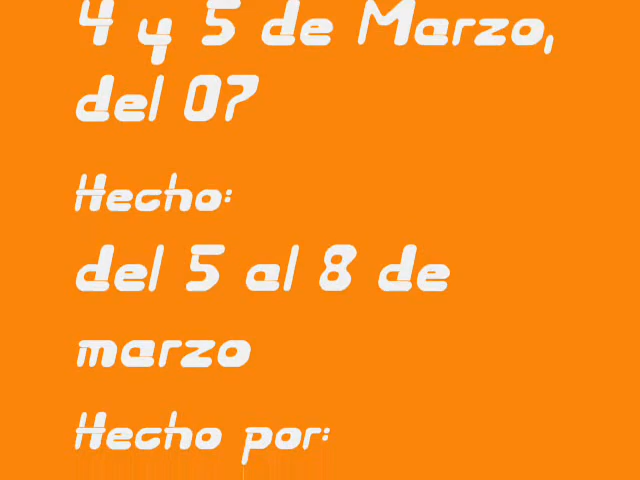 4 y 5 de Marzo,
del 07
Hecho:
del 5 al 8 de
marzo
Hecho por: